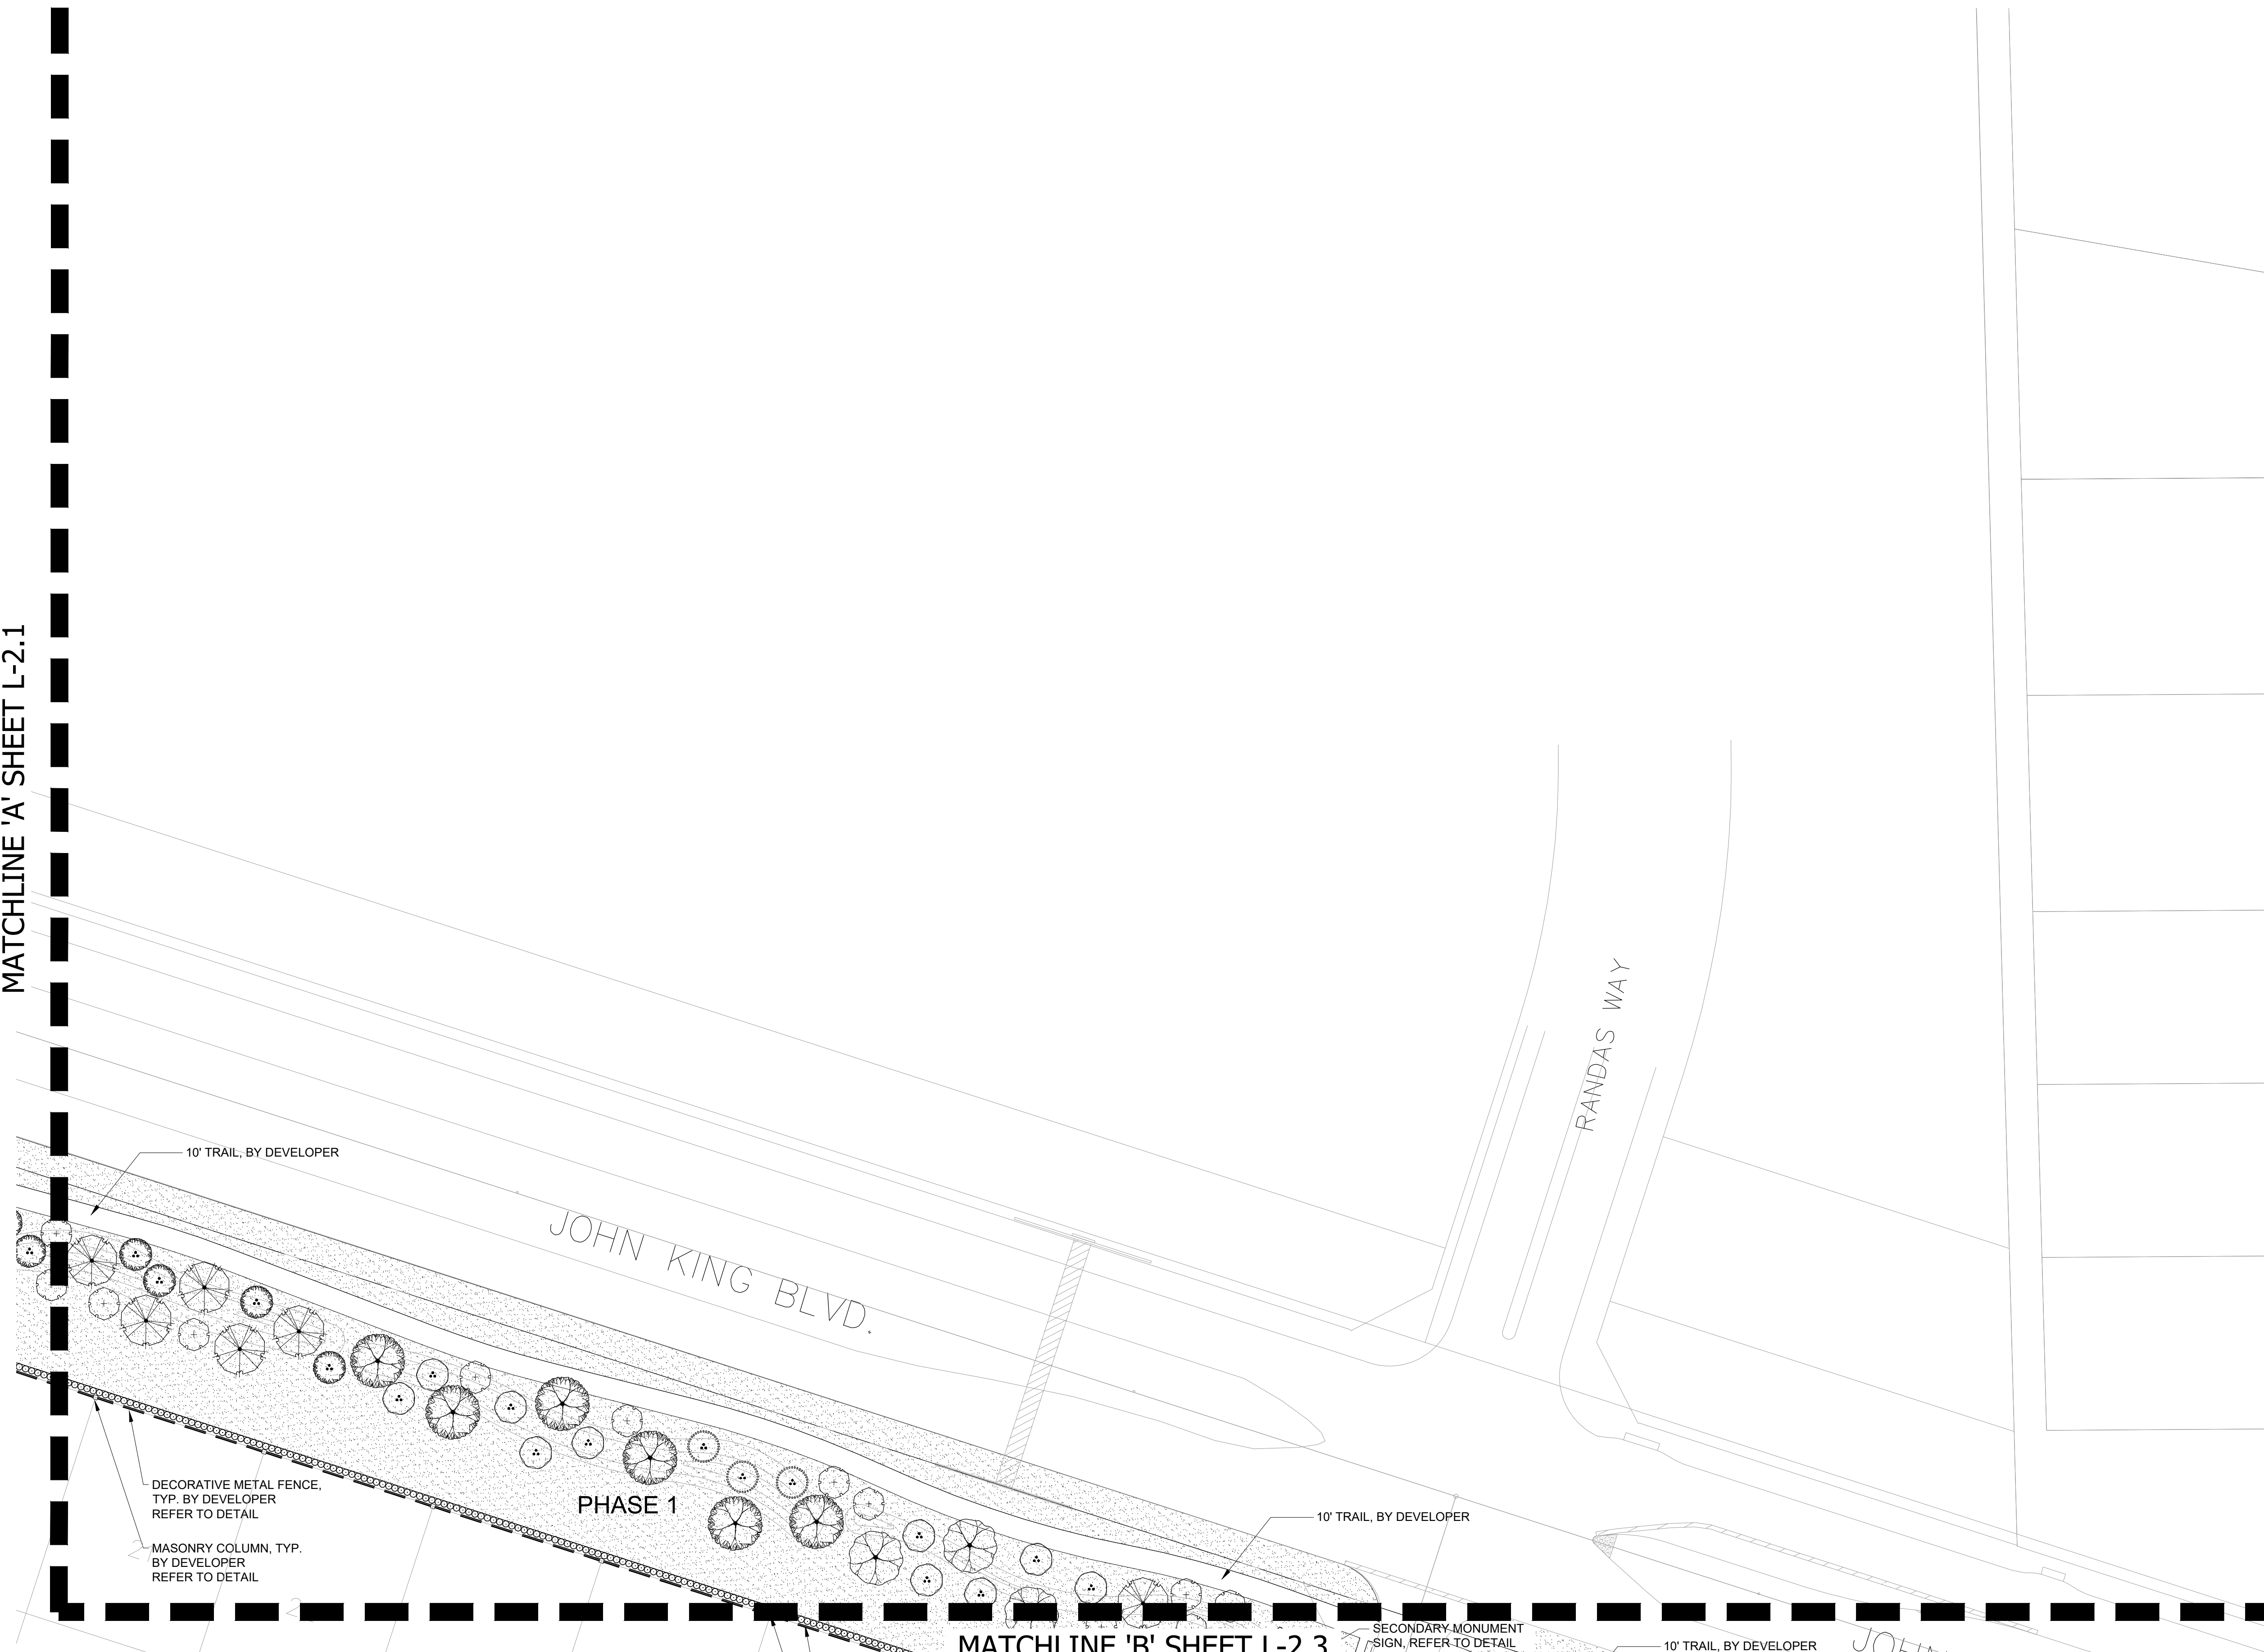 MATCHLINE 'A' SHEET L-2.1
RANDAS WAY
10' TRAIL, BY DEVELOPER
JOHN KING BLVD.
DECORATIVE METAL FENCE,
TYP. BY DEVELOPER
REFER TO DETAIL
PHASE 1
10' TRAIL, BY DEVELOPER
MASONRY COLUMN, TYP.
BY DEVELOPER
REFER TO DETAIL
2
2
MATCHLINE 'B' SHEET L-2.3
SECONDARY MONUMENT
SIGN, REFER TO DETAIL
10' TRAIL, BY DEVELOPER